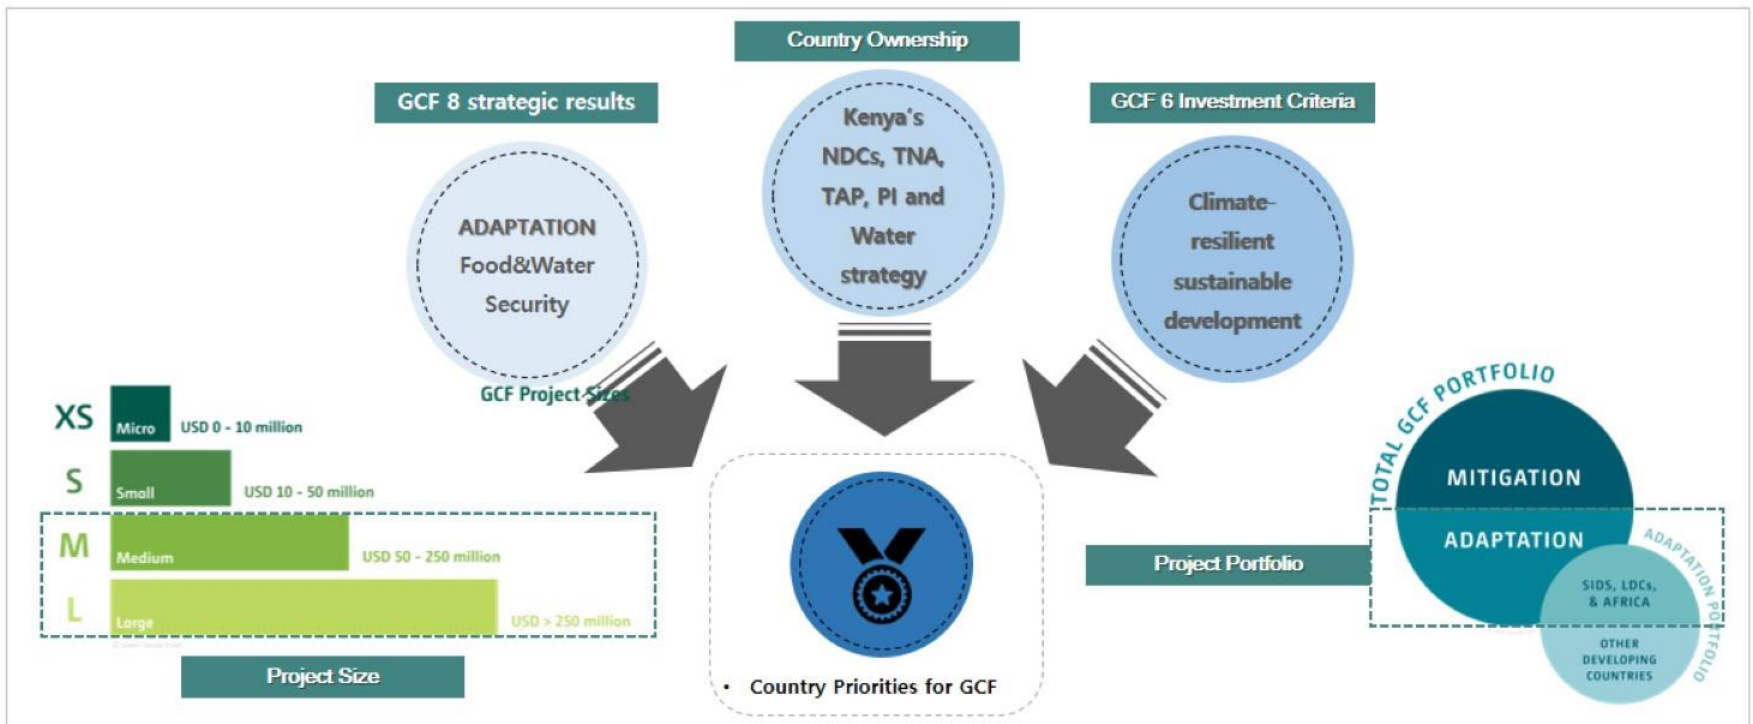 Country Ownership
GCF 8 strategic results
GCF 6 Investment Criteria
Kenya's
NDCs, TNA,
TAP, PI and
Water
strategy
ADAPTATION
Food&Water
Security
Climate-
resilient
sustainable
development
GCF Project Sizes
XS
Micro
USD 0 - 10 million
S
Small
USD 10 - 50 million
M
Medium
USD 50 - 250 million
L
Large
USD > 250 million
Project Size
• Country Priorities for GCF
Project Portfolio
TOTAL GCF PORTFOLIO
MITIGATION
ADAPTATION
ADAPTATION PORTFOLIO
SIDS, LDCs,
& AFRICA
OTHER
DEVELOPING
COUNTRIES